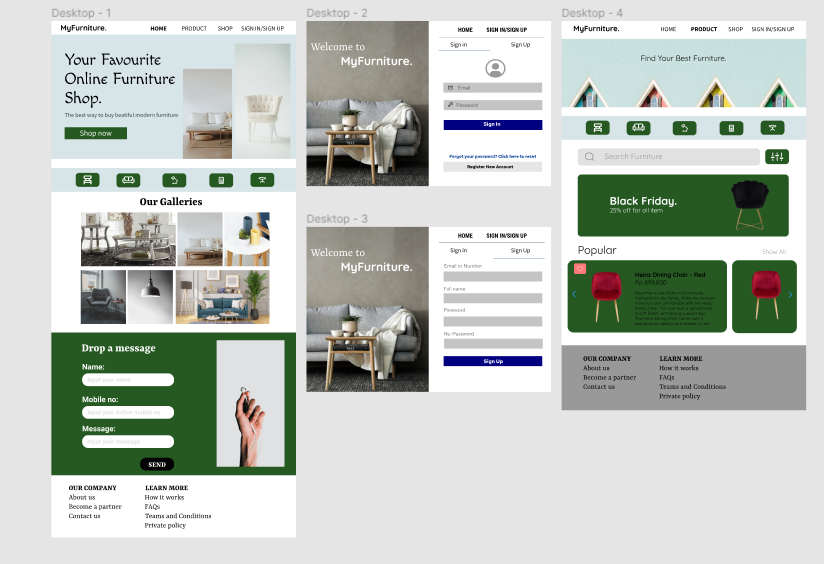 Desktop - 1
MyFurniture.
HOME
PRODUCT
SHOP
SIGN IN/SIGN UP
Your Favourite
Online Furniture
Shop.
The best way to buy beatiful modern furniture
Shop now
Our Galleries
Drop a message
Name:
Input your name
Mobile no:
Input your Active mobile no
Message:
Input your message
SEND
OUR COMPANY
About us
Become a partner
Contact us
LEARN MORE
How it works
FAQs
Teams and Conditions
Private policy
Desktop - 2
Welcome to
MyFurniture.
HOME
SIGN IN/SIGN UP
Sign in
Sign Up
Email
Password
Sign In
Forgot your password? Click here to reset
Register New Account
Desktop - 3
Welcome to
MyFurniture.
HOME
SIGN IN/SIGN UP
Sign in
Sign Up
Email or Number
Full name
Password
Re-Password
Sign Up
Desktop - 4
MyFurniture.
HOME
PRODUCT
SHOP
SIGN IN/SIGN UP
Find Your Best Furniture.
Search Furniture
Black Friday.
25% off for all item
Popular
Show All
Heira Dining Chair - Red
Rp 699,000
OUR COMPANY
About us
Become a partner
Contact us
LEARN MORE
How it works
FAQs
Teams and Conditions
Private policy